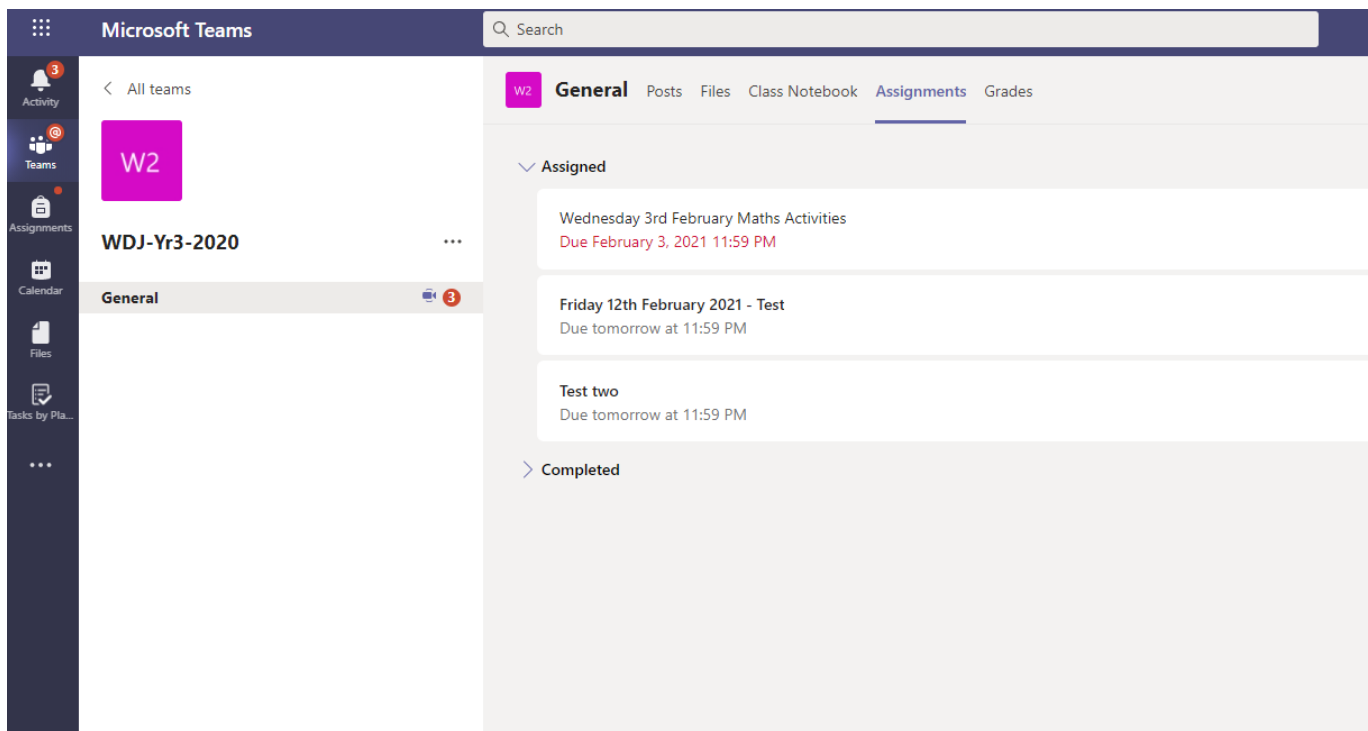 Microsoft Teams
Search
3
Activity
@
Teams
Assignments
Calendar
Files
Tasks by Pla...
All teams
W2
WDJ-Yr3-2020
General
3
W2 General Posts Files Class Notebook Assignments Grades
Assigned
Wednesday 3rd February Maths Activities
Due February 3, 2021 11:59 PM
Friday 12th February 2021 - Test
Due tomorrow at 11:59 PM
Test two
Due tomorrow at 11:59 PM
Completed